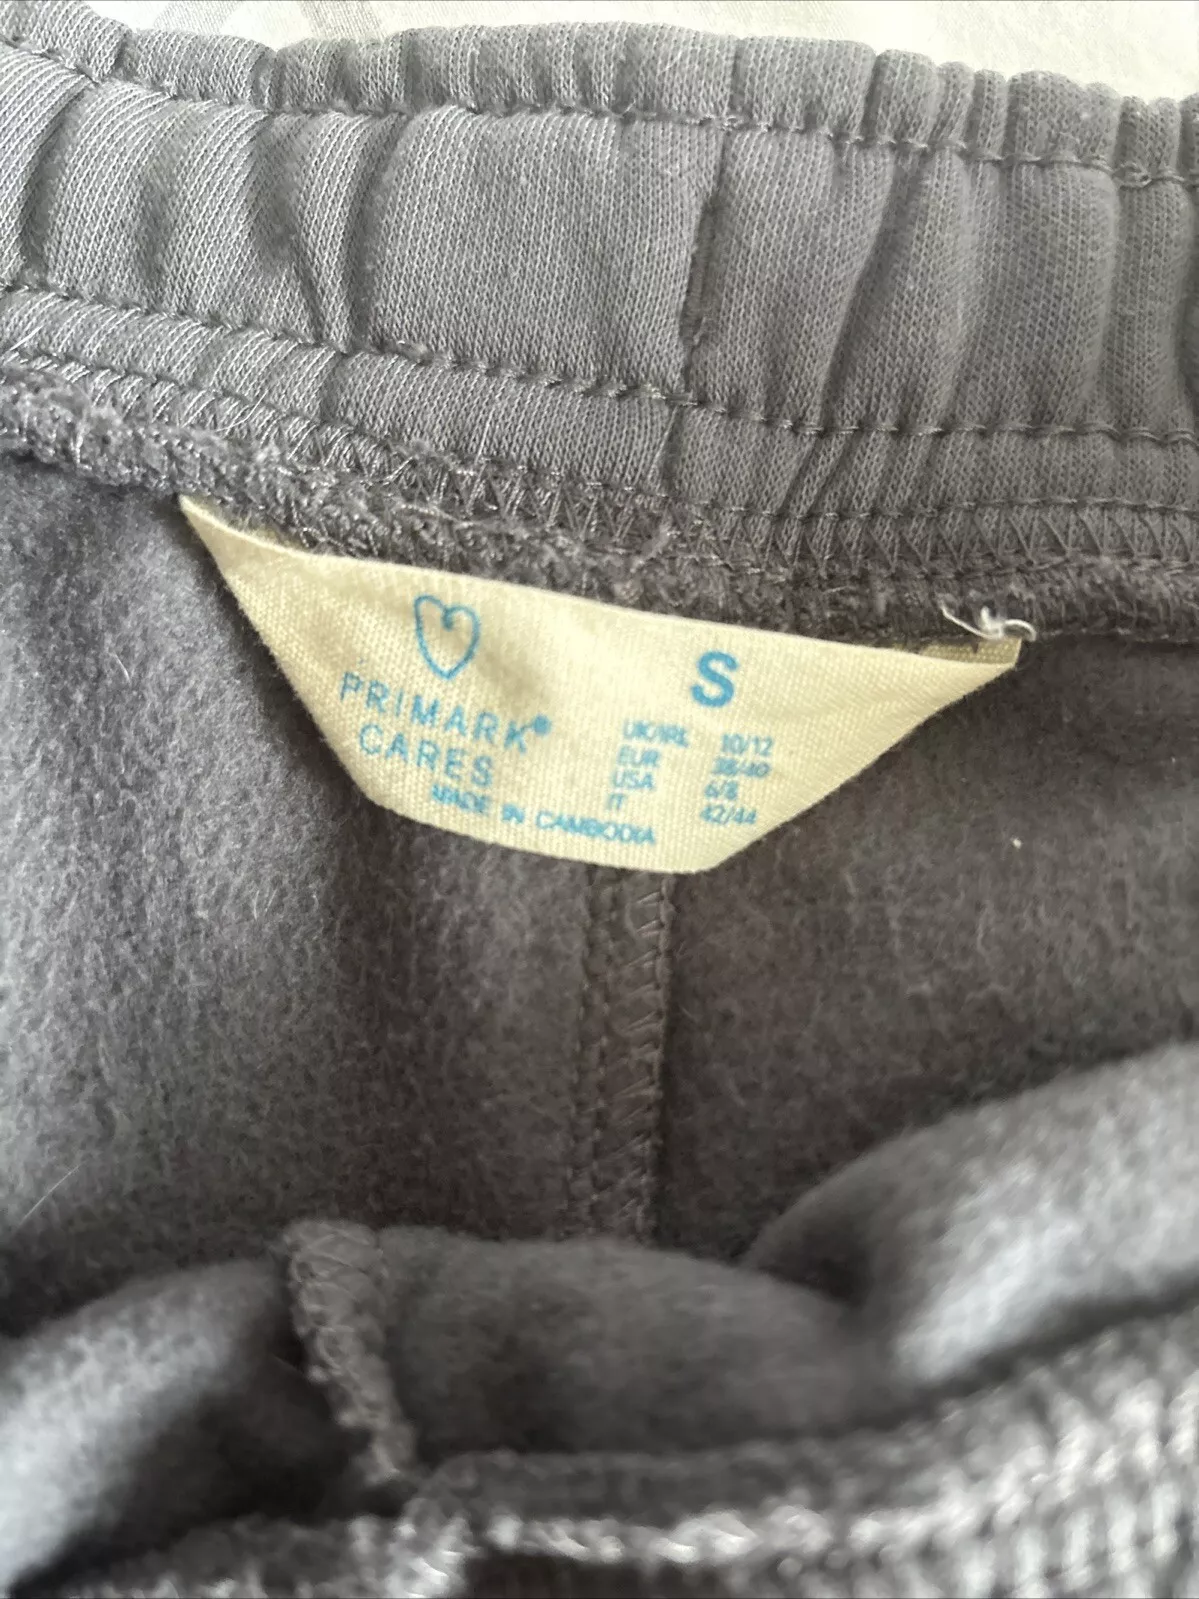 PRIMARK®
CARES
MADE IN CAMBODIA
S
UK/IRL 10/12
EUR 38/40
USA 6/8
IT 42/44